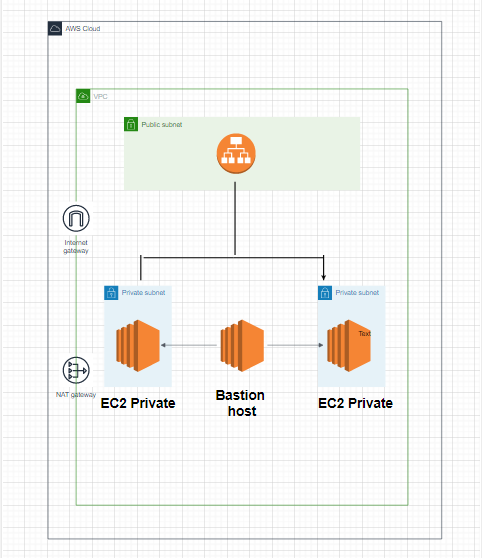 AWS Cloud
VPC
Public subnet
Internet
gateway
Private subnet
Private subnet
Text
NAT gateway
EC2 Private
Bastion
host
EC2 Private